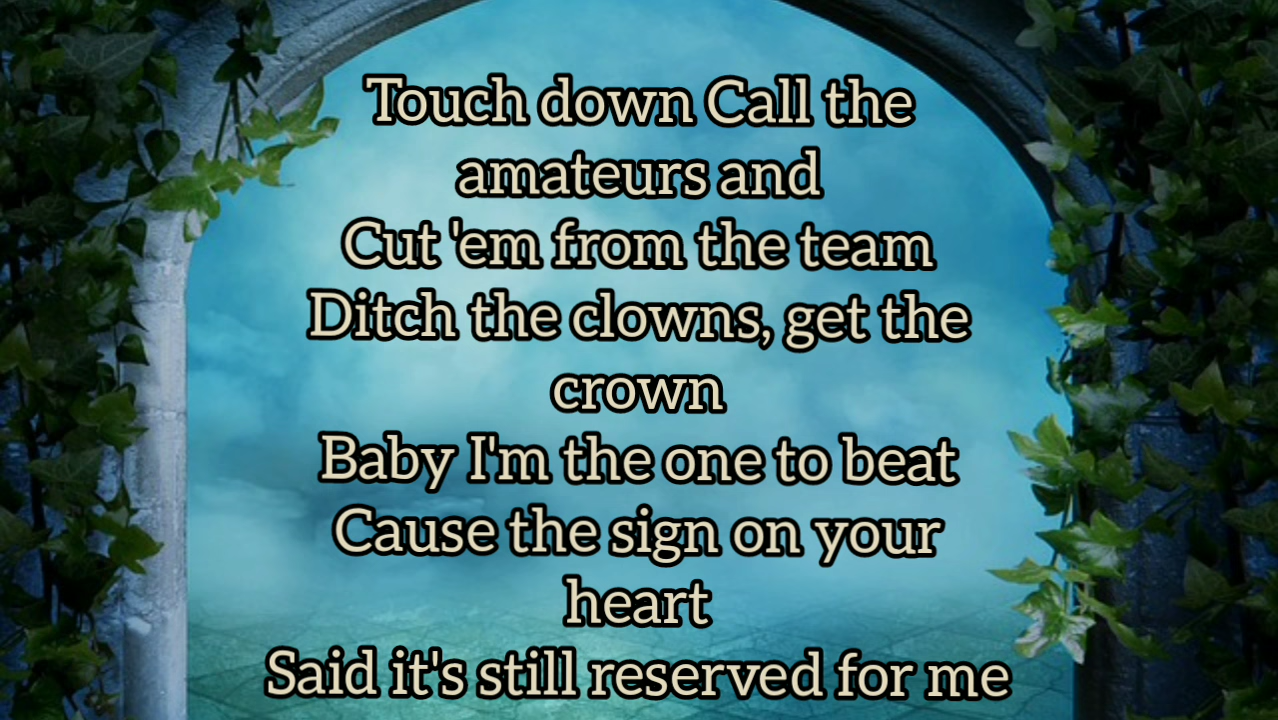 Touch down Call the
amateurs and
Cut 'em from the team
Ditch the clowns, get the
crown
Baby I'm the one to beat
Cause the sign on your
heart
Said it's still reserved for me